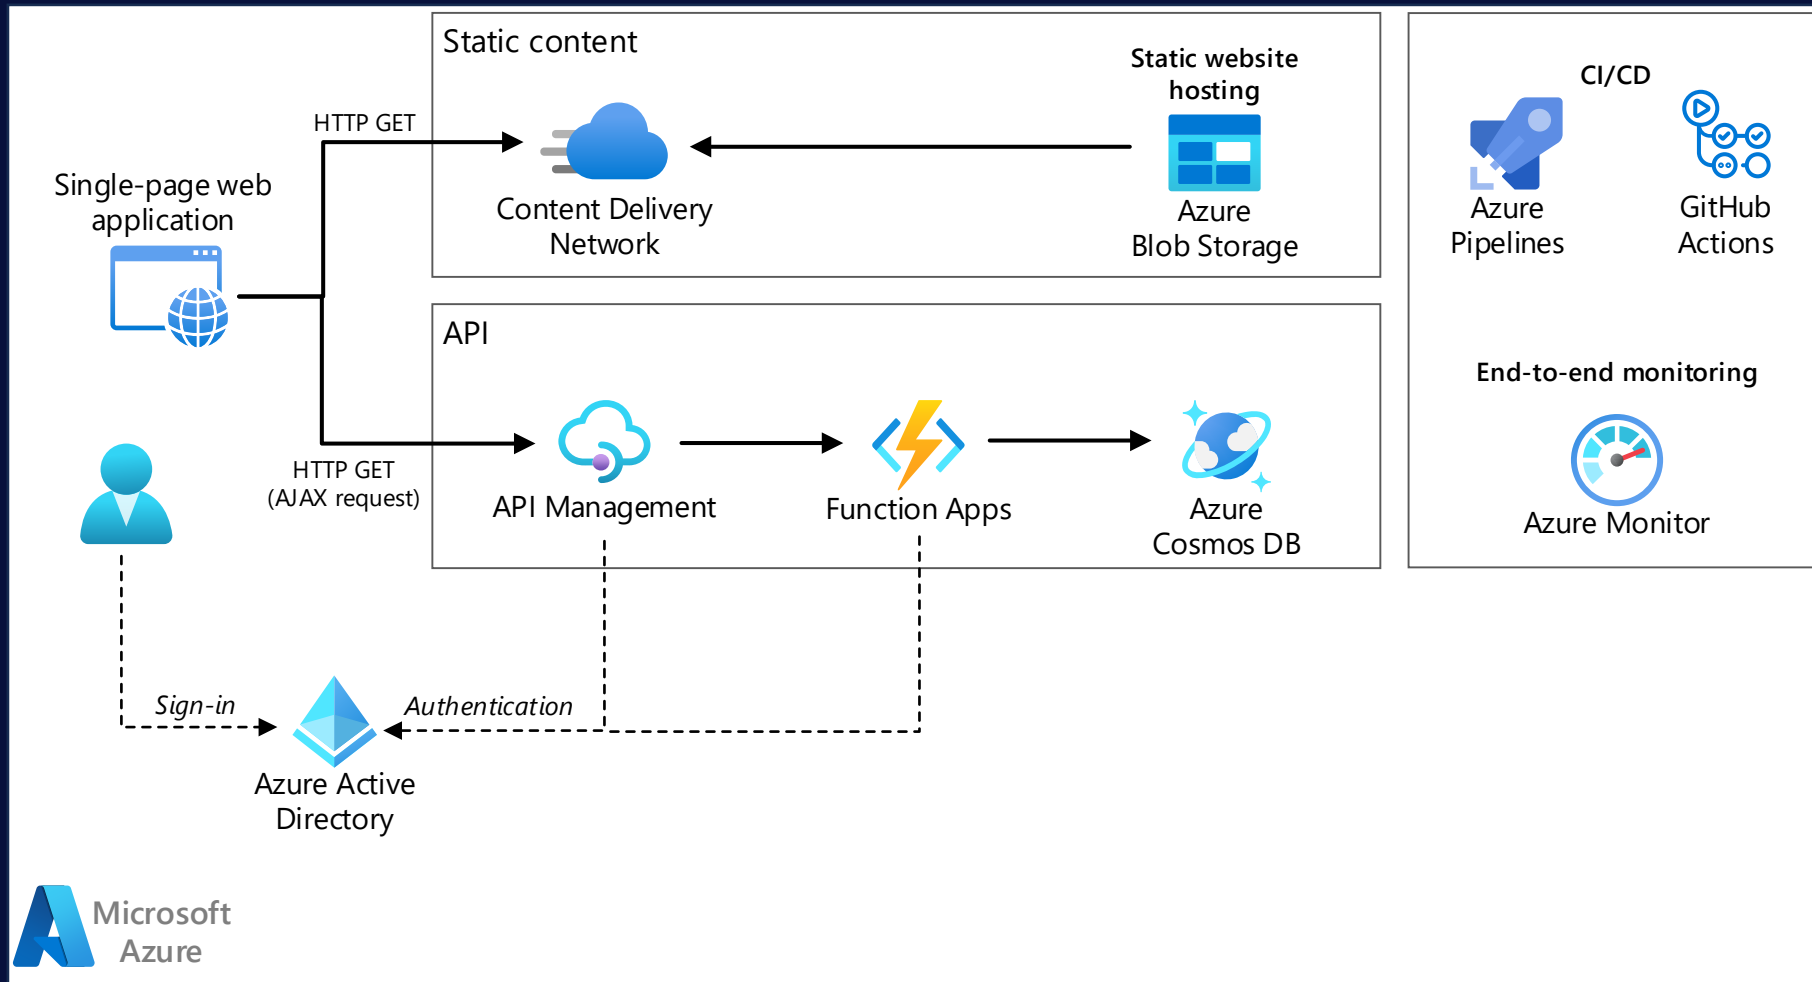 Static content
Static website
hosting
CI/CD
HTTP GET
Single-page web
application
Content Delivery
Network
Azure
Blob Storage
Azure
Pipelines
GitHub
Actions
API
End-to-end monitoring
HTTP GET
(AJAX request)
API Management
Function Apps
Azure
Cosmos DB
Azure Monitor
Sign-in
Authentication
Azure Active
Directory
Microsoft
Azure